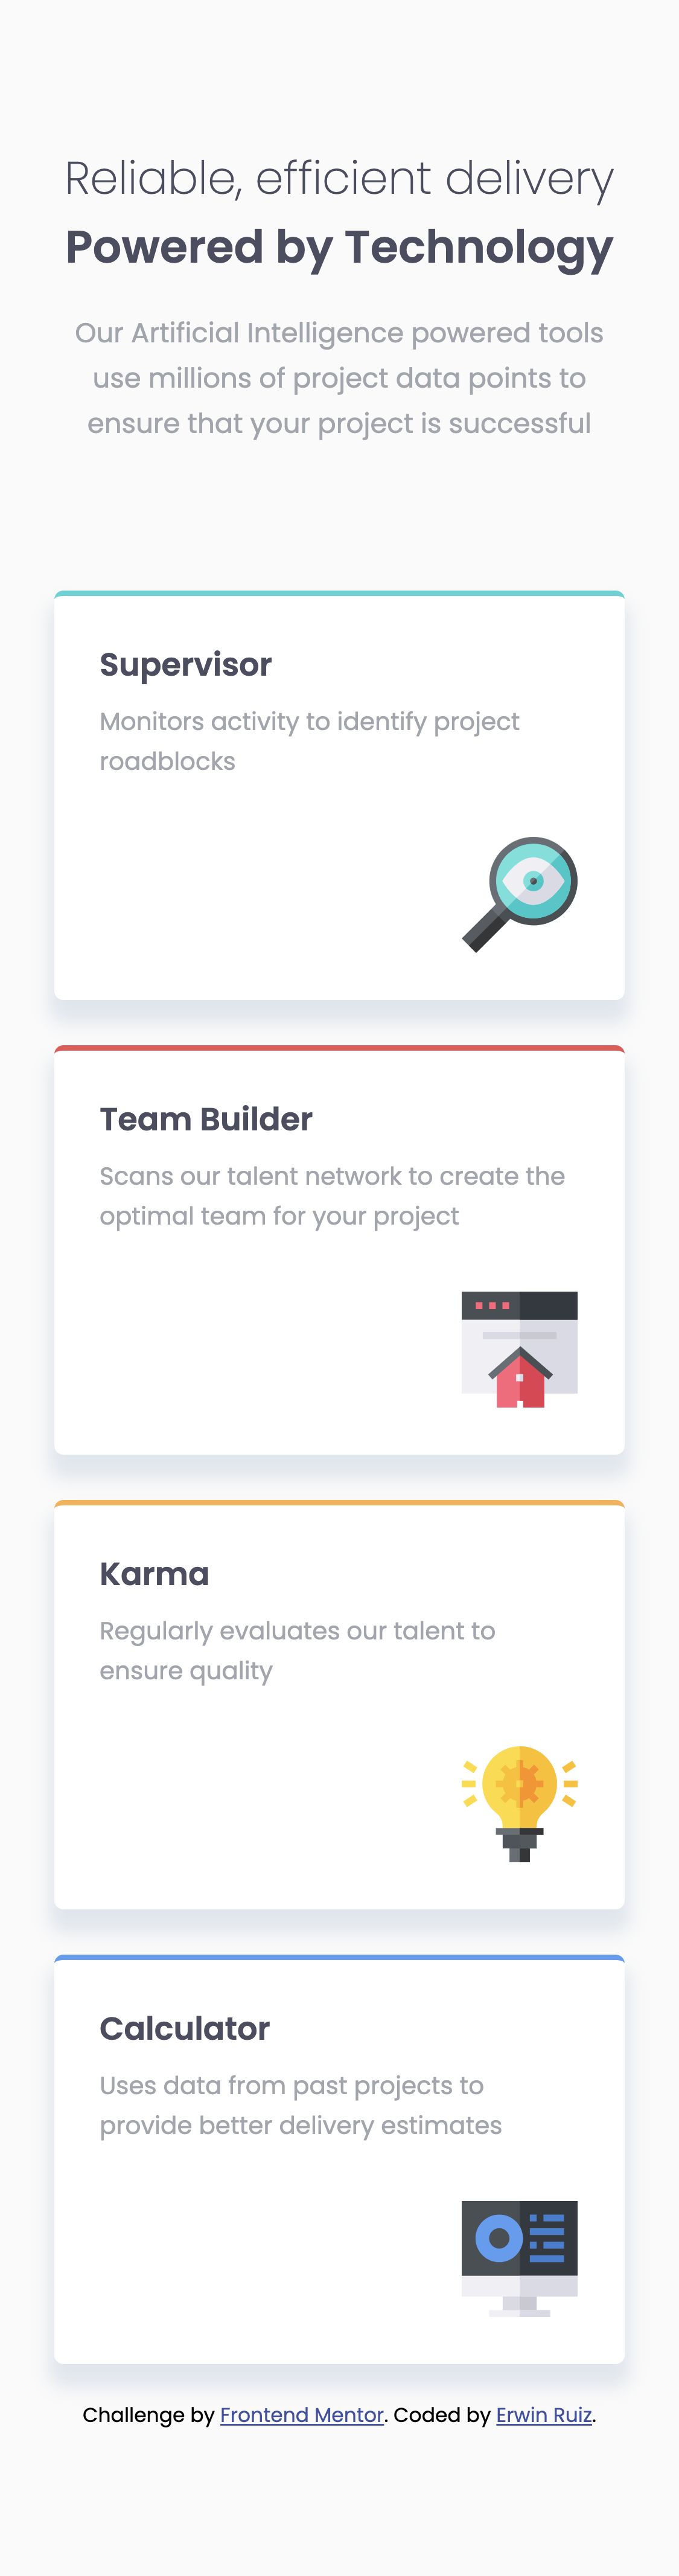 Reliable, efficient delivery
Powered by Technology
Our Artificial Intelligence powered tools
use millions of project data points to
ensure that your project is successful
Supervisor
Monitors activity to identify project
roadblocks
Team Builder
Scans our talent network to create the
optimal team for your project
Karma
Regularly evaluates our talent to
ensure quality
Calculator
Uses data from past projects to
provide better delivery estimates
Challenge by Frontend Mentor. Coded by Erwin Ruiz.